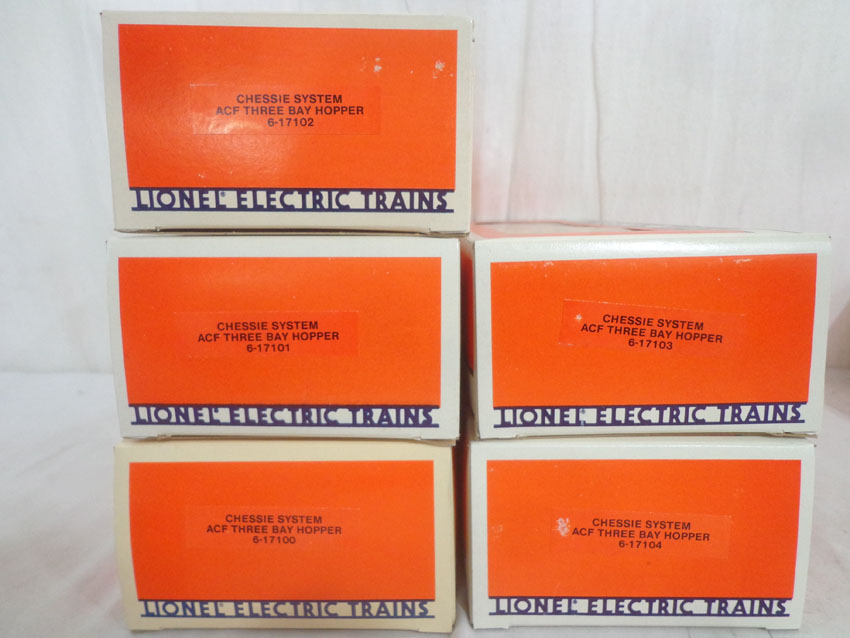 CHESSIE SYSTEM
ACF THREE BAY HOPPER
6-17102
LIONEL® ELECTRIC TRAINS
CHESSIE SYSTEM
ACF THREE BAY HOPPER
6-17101
LIONEL® ELECTRIC TRAINS
CHESSIE SYSTEM
ACF THREE BAY HOPPER
6-17103
LIONEL® ELECTRIC TRAINS
CHESSIE SYSTEM
ACF THREE BAY HOPPER
6-17100
LIONEL® ELECTRIC TRAINS
CHESSIE SYSTEM
ACF THREE BAY HOPPER
6-17104
LIONEL® ELECTRIC TRAINS